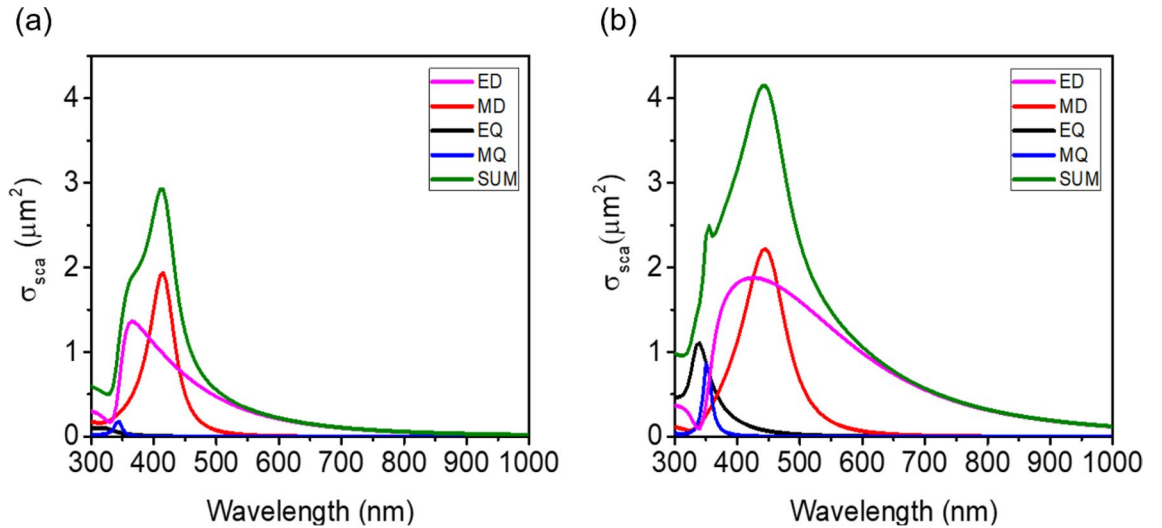 (a)
(b)
ED
MD
EQ
MQ
SUM
4
3
2
1
0
σsca (μm²)
300 400 500 600 700 800 900 1000
Wavelength (nm)
ED
MD
EQ
MQ
SUM
4
3
2
1
0
σsca(μm²)
300 400 500 600 700 800 900 1000
Wavelength (nm)